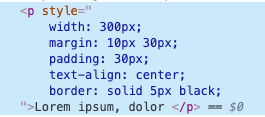 <p style="
width: 300px;
margin: 10px 30px;
padding: 30px;
text-align: center;
border: solid 5px black;
">Lorem ipsum, dolor </p> == $0